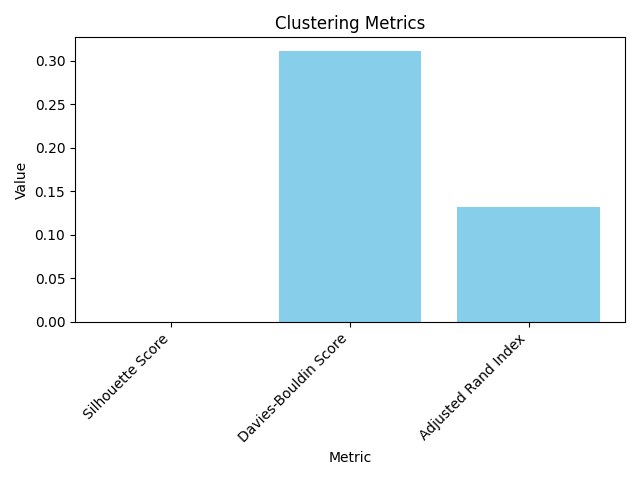 Clustering Metrics
Value
0.30
0.25
0.20
0.15
0.10
0.05
0.00
Silhouette Score
Davies-Bouldin Score
Adjusted Rand Index
Metric